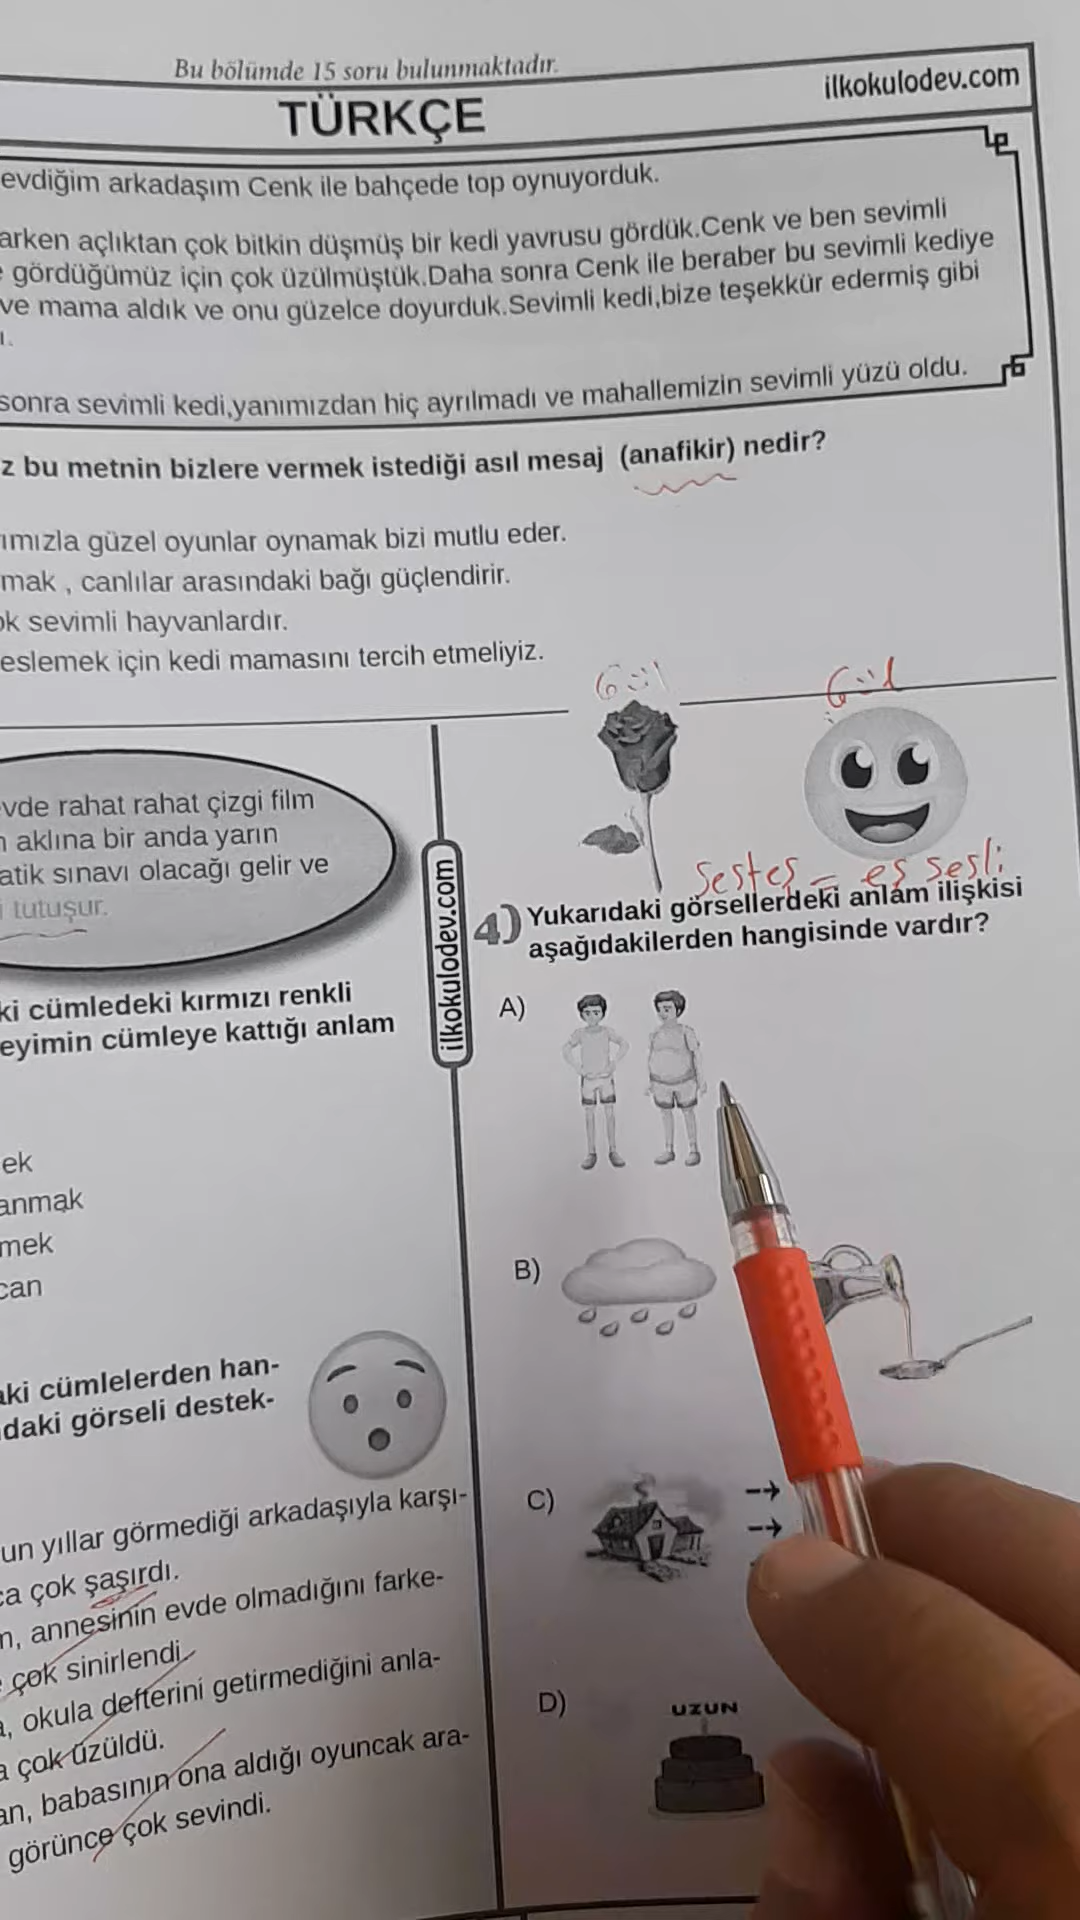 Bu bölümde 15 soru bulunmaktadır.
TÜRKÇE
ilkokulodev.com
evdiğim arkadaşım Cenk ile bahçede top oynuyorduk.
arken açlıktan çok bitkin düşmüş bir kedi yavrusu gördük.Cenk ve ben sevimli
gördüğümüz için çok üzülmüştük.Daha sonra Cenk ile beraber bu sevimli kediye
ve mama aldık ve onu güzelce doyurduk.Sevimli kedi,bize teşekkür edermiş gibi
sonra sevimli kedi,yanımızdan hiç ayrılmadı ve mahallemizin sevimli yüzü oldu.
z bu metnin bizlere vermek istediği asıl mesaj (anafikir) nedir?
ımızla güzel oyunlar oynamak bizi mutlu eder.
mak , canlılar arasındaki bağı güçlendirir.
ok sevimli hayvanlardır.
eslemek için kedi mamasını tercih etmeliyiz.
vde rahat rahat çizgi film
aklına bir anda yarın
atik sınavı olacağı gelir ve
i tutuşur.
ki cümledeki kırmızı renkli
eyimin cümleye kattığı anlam
ek
anmak
mek
can
aki cümlelerden han-
daki görseli destek-
un yıllar görmediği arkadaşıyla karşı-
ca çok şaşırdı.
n, annesinin evde olmadığını farke-
çok sinirlendi.
a, okula defterini getirmediğini anla-
a çok üzüldü.
an, babasının ona aldığı oyuncak ara-
görünce çok sevindi.
ilkokulodev.com
Gül
Gül
Sesteş = eş sesli
4) Yukarıdaki görsellerdeki anlam ilişkisi
aşağıdakilerden hangisinde vardır?
A)
B)
C)
D)
UZUN